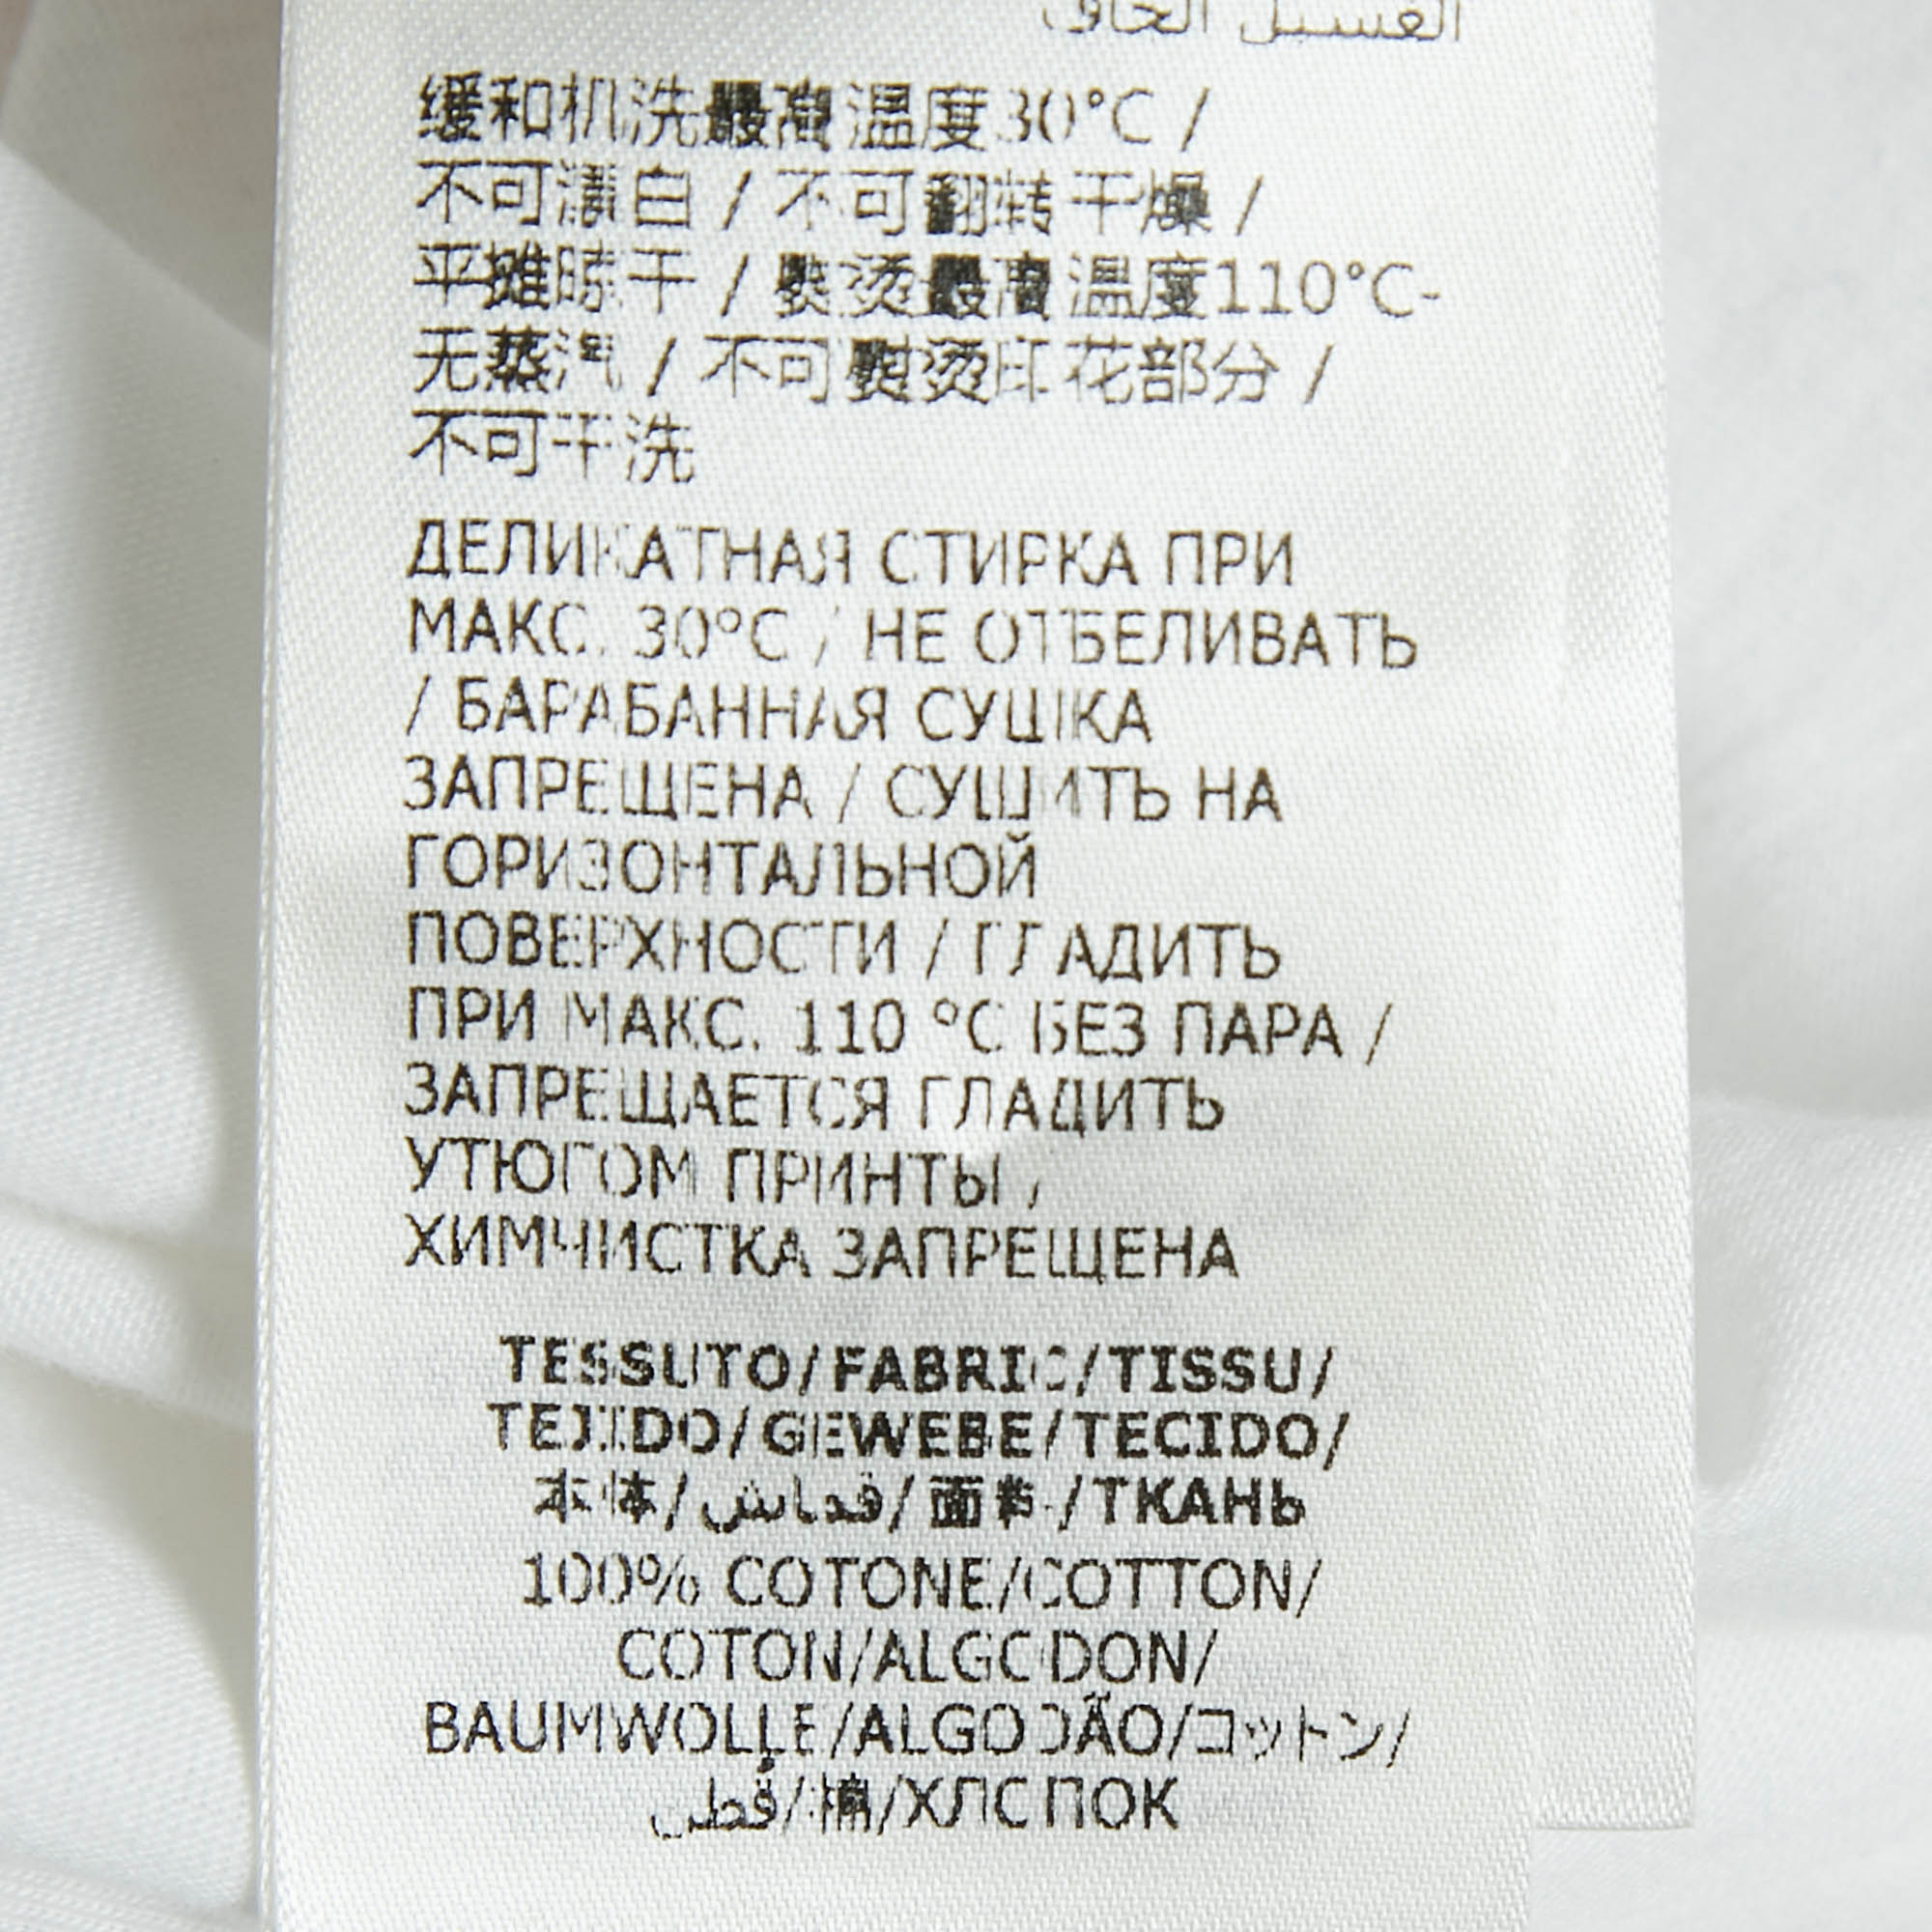 الغسيل الجاف
缓和机洗最高温度30°C /
不可漂白 / 不可翻转干燥 /
平摊晾干 / 熨烫最高温度110°C-
无蒸汽 / 不可熨烫印花部分 /
不可干洗
ДЕЛИКАТНАЯ СТИРКА ПРИ
МАКС. 30°C / НЕ ОТБЕЛИВАТЬ
/ БАРАБАННАЯ СУШКА
ЗАПРЕЩЕНА / СУШИТЬ НА
ГОРИЗОНТАЛЬНОЙ
ПОВЕРХНОСТИ / ГЛАДИТЬ
ПРИ МАКС. 110 °C БЕЗ ПАРА /
ЗАПРЕЩАЕТСЯ ГЛАДИТЬ
УТЮГОМ ПРИНТЫ /
ХИМЧИСТКА ЗАПРЕЩЕНА
TESSUTO/FABRIC/TISSU/
TEJIDO/GEWEBE/TECIDO/
本体/قماش/面料/ТКАНЬ
100% COTONE/COTTON/
COTON/ALGODON/
BAUMWOLLE/ALGODÃO/コットン/
قُطن/棉/ХЛОПОК